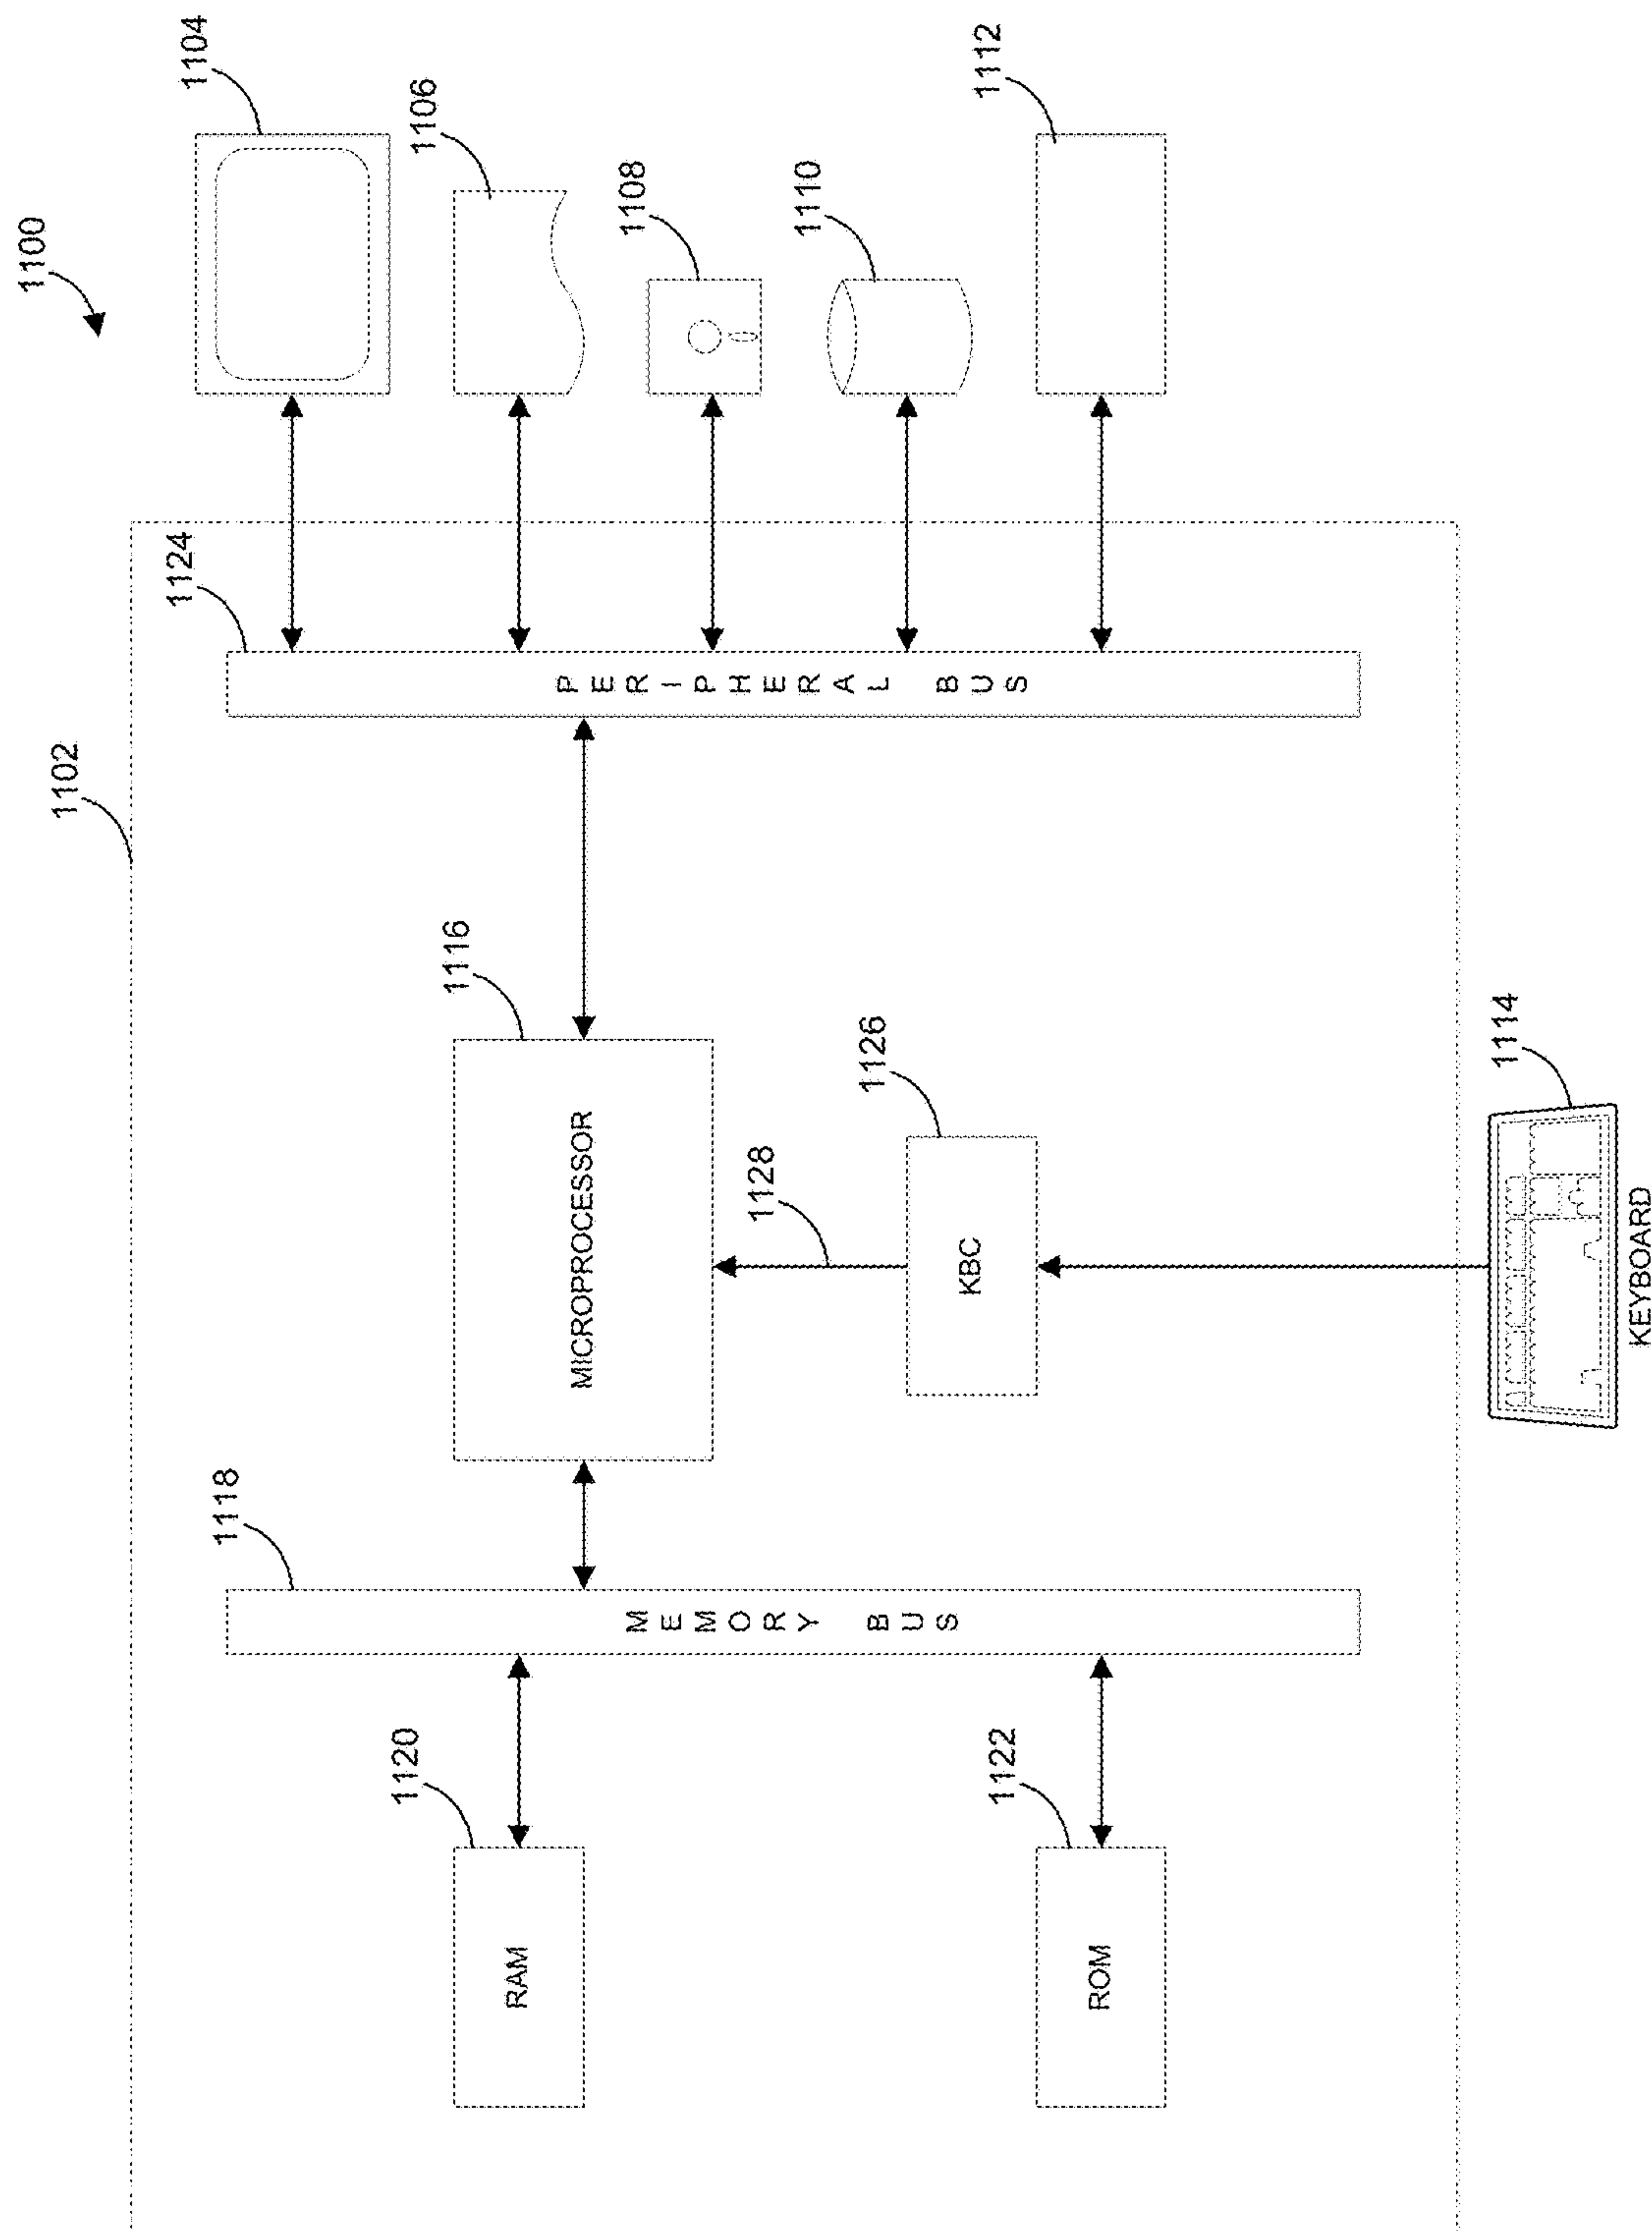 1100
1102
1104
1124
1106
1118
1116
1108
1120
1110
1126
1128
1112
1122
1114
RAM
ROM
MEMORY BUS
MICROPROCESSOR
KBC
PERIPHERAL BUS
KEYBOARD